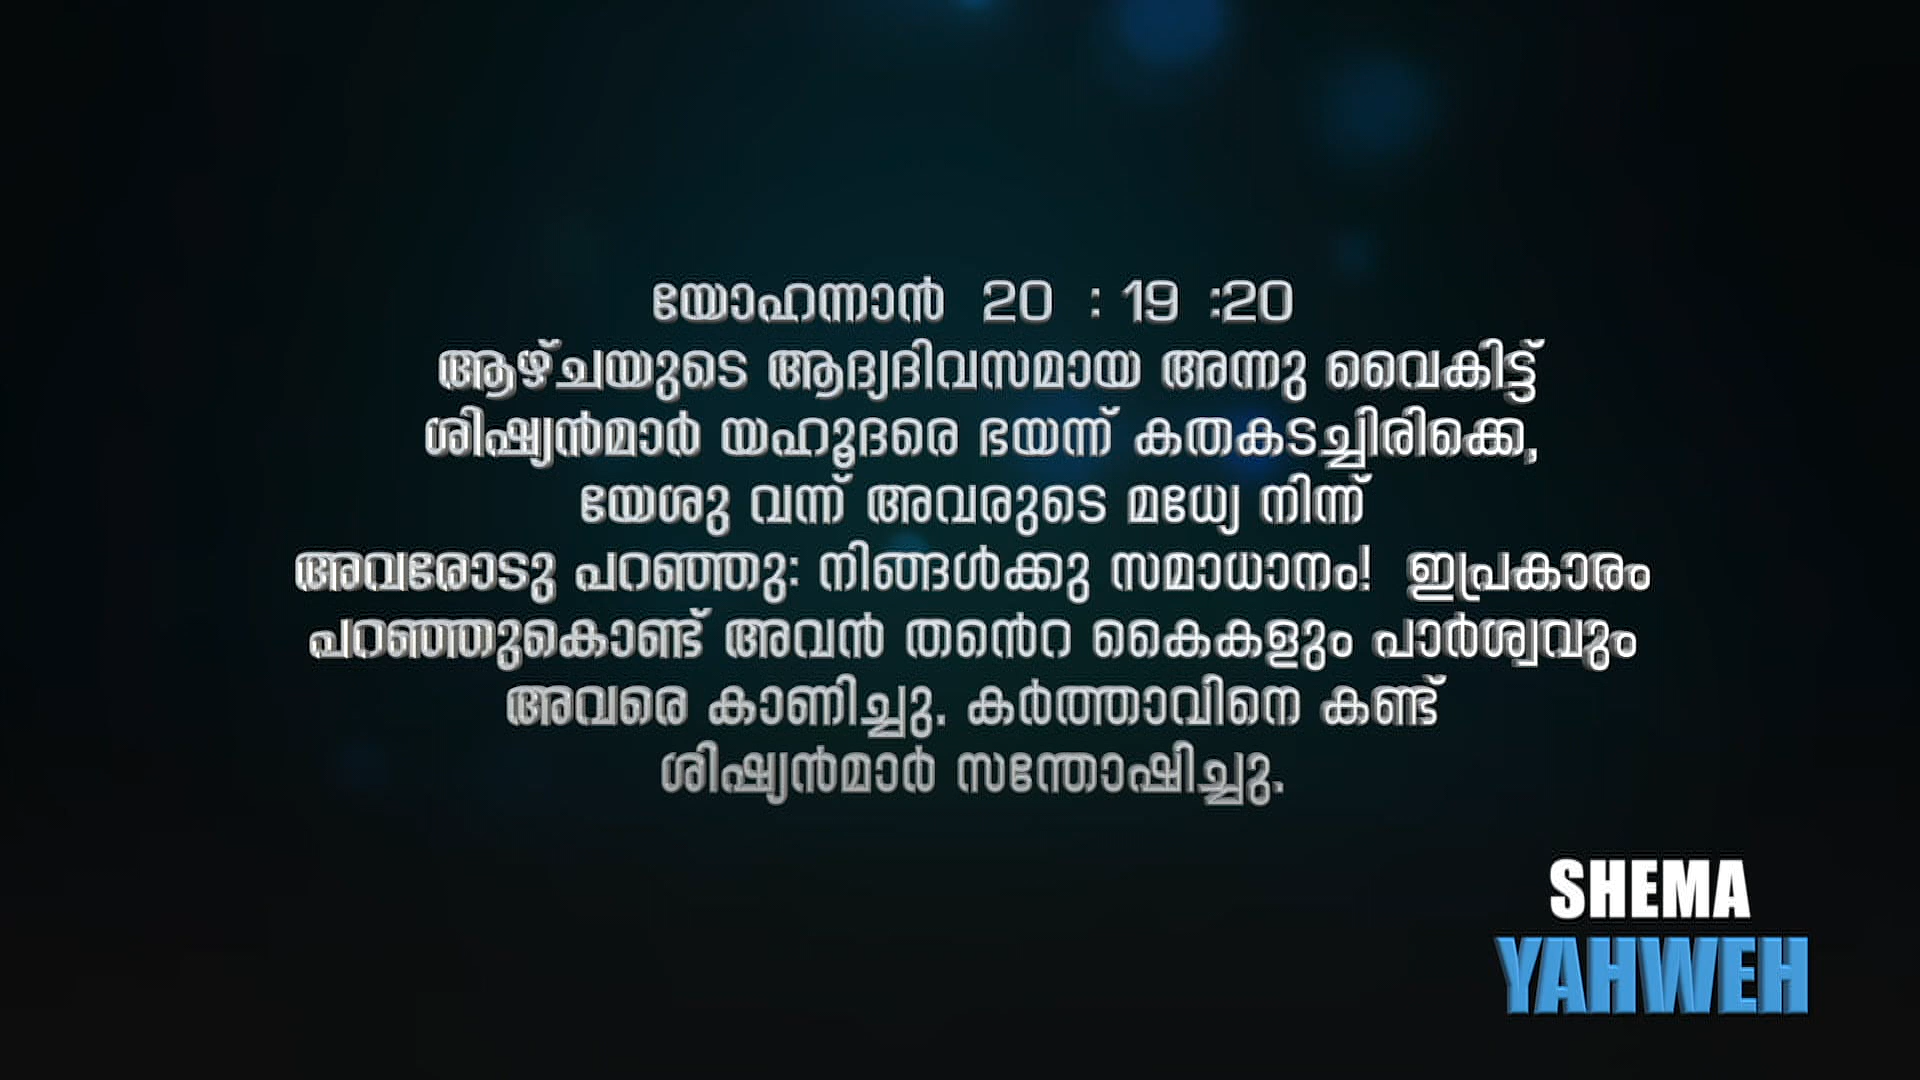 യോഹന്നാൻ 20 : 19 :20
ആഴ്ചയുടെ ആദ്യദിവസമായ അന്നു വൈകിട്ട്
ശിഷ്യൻമാർ യഹൂദരെ ഭയന്ന് കതകടച്ചിരിക്കെ,
യേശു വന്ന് അവരുടെ മധ്യേ നിന്ന്
അവരോടു പറഞ്ഞു: നിങ്ങൾക്കു സമാധാനം! ഇപ്രകാരം
പറഞ്ഞുകൊണ്ട് അവൻ തൻെറ കൈകളും പാർശ്വവും
അവരെ കാണിച്ചു. കർത്താവിനെ കണ്ട്
ശിഷ്യൻമാർ സന്തോഷിച്ചു.
SHEMA
YAHWEH